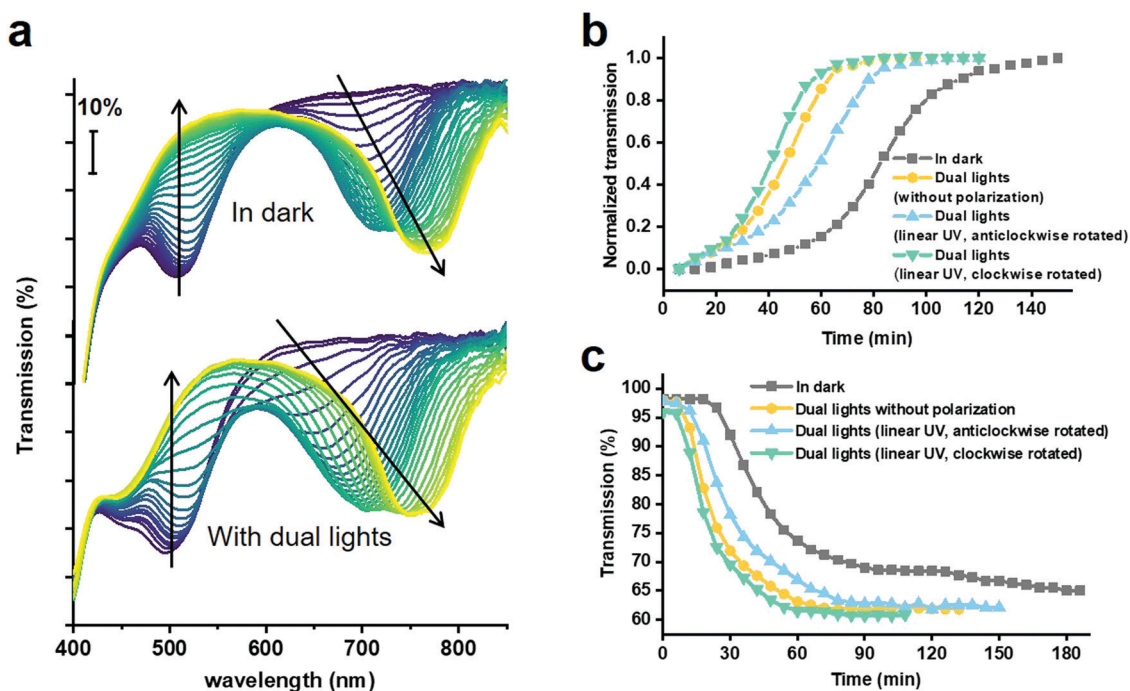 a
10%
In dark
With dual lights
Transmission (%)
400 500 600 700 800
wavelength (nm)
b
Normalized transmission
1.0
0.8
0.6
0.4
0.2
0.0
In dark
Dual lights
(without polarization)
Dual lights
(linear UV, anticlockwise rotated)
Dual lights
(linear UV, clockwise rotated)
0 20 40 60 80 100 120 140
Time (min)
c
Transmission (%)
100
95
90
85
80
75
70
65
60
In dark
Dual lights without polarization
Dual lights (linear UV, anticlockwise rotated)
Dual lights (linear UV, clockwise rotated)
0 30 60 90 120 150 180
Time (min)